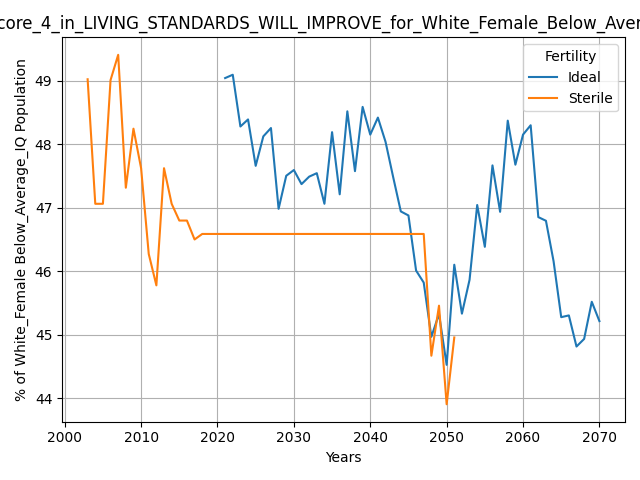 core_4_in_LIVING_STANDARDS_WILL_IMPROVE_for_White_Female_Below_Aver
Fertility
Ideal
Sterile
% of White_Female Below_Average_IQ Population
49
48
47
46
45
44
2000
2010
2020
2030
2040
2050
2060
2070
Years